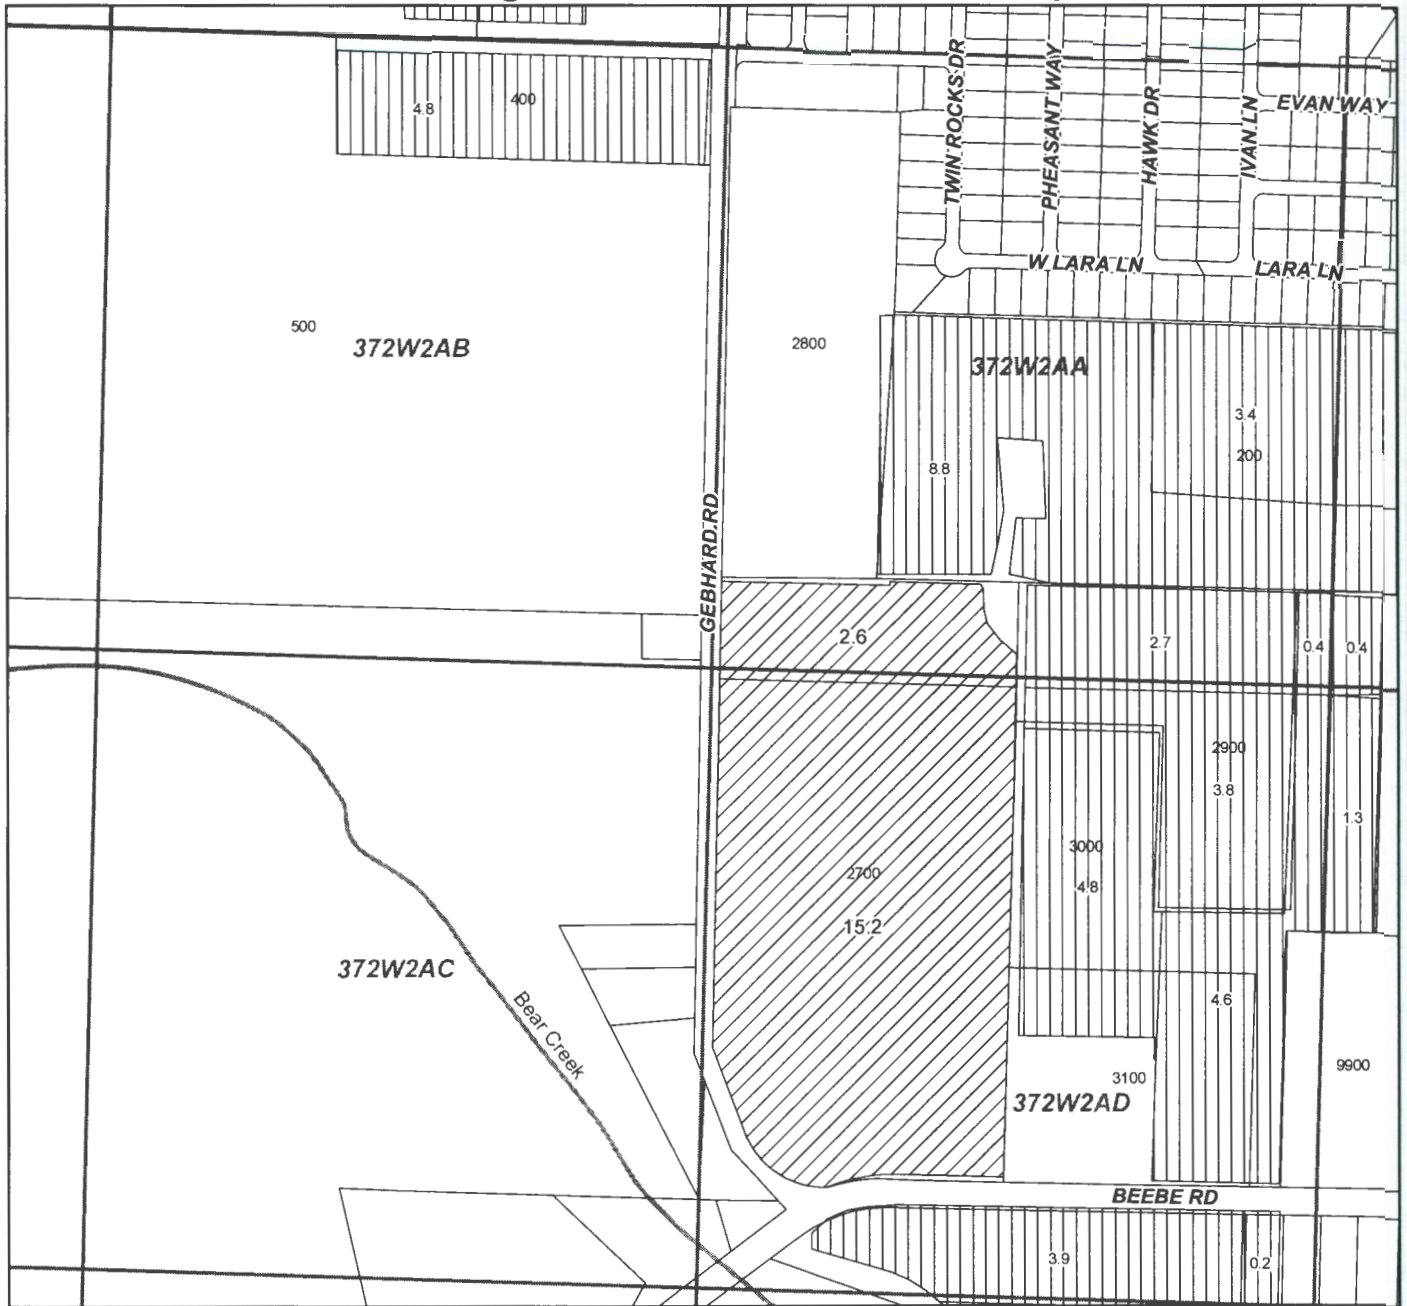 TWIN ROCKS DR
PHEASANT WAY
HAWK DR
IVAN LN
EVAN WAY
4.8
400
W LARA LN
LARA LN
500
372W2AB
2800
372W2AA
3.4
200
8.8
GEBHARD RD
2.6
2.7
0.4
0.4
2900
3.8
1.3
3000
4.8
2700
15.2
372W2AC
Bear Creek
4.6
3100
9900
372W2AD
BEEBE RD
3.9
0.2